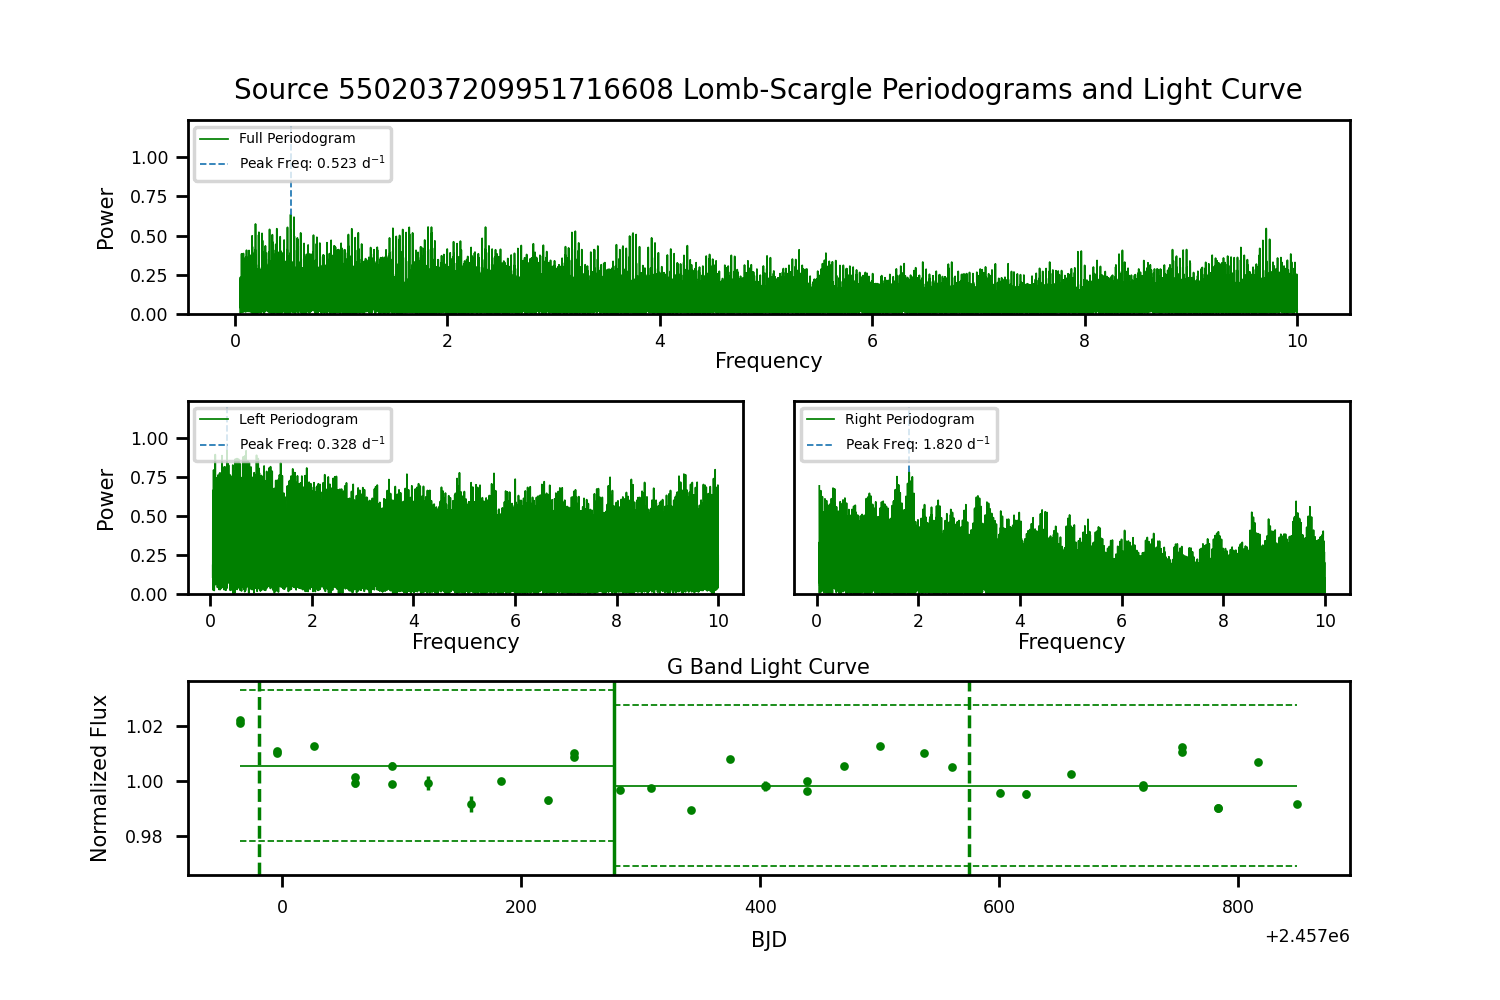 Source 5502037209951716608 Lomb-Scargle Periodograms and Light Curve
Full Periodogram
Peak Freq: 0.523 d⁻¹
1.00
0.75
0.50
0.25
0.00
Power
0 2 4 6 8 10
Frequency
Left Periodogram
Peak Freq: 0.328 d⁻¹
1.00
0.75
0.50
0.25
0.00
Power
0 2 4 6 8 10
Frequency
Right Periodogram
Peak Freq: 1.820 d⁻¹
0 2 4 6 8 10
Frequency
G Band Light Curve
1.02
1.00
0.98
Normalized Flux
0 200 400 600 800
BJD
+2.457e6